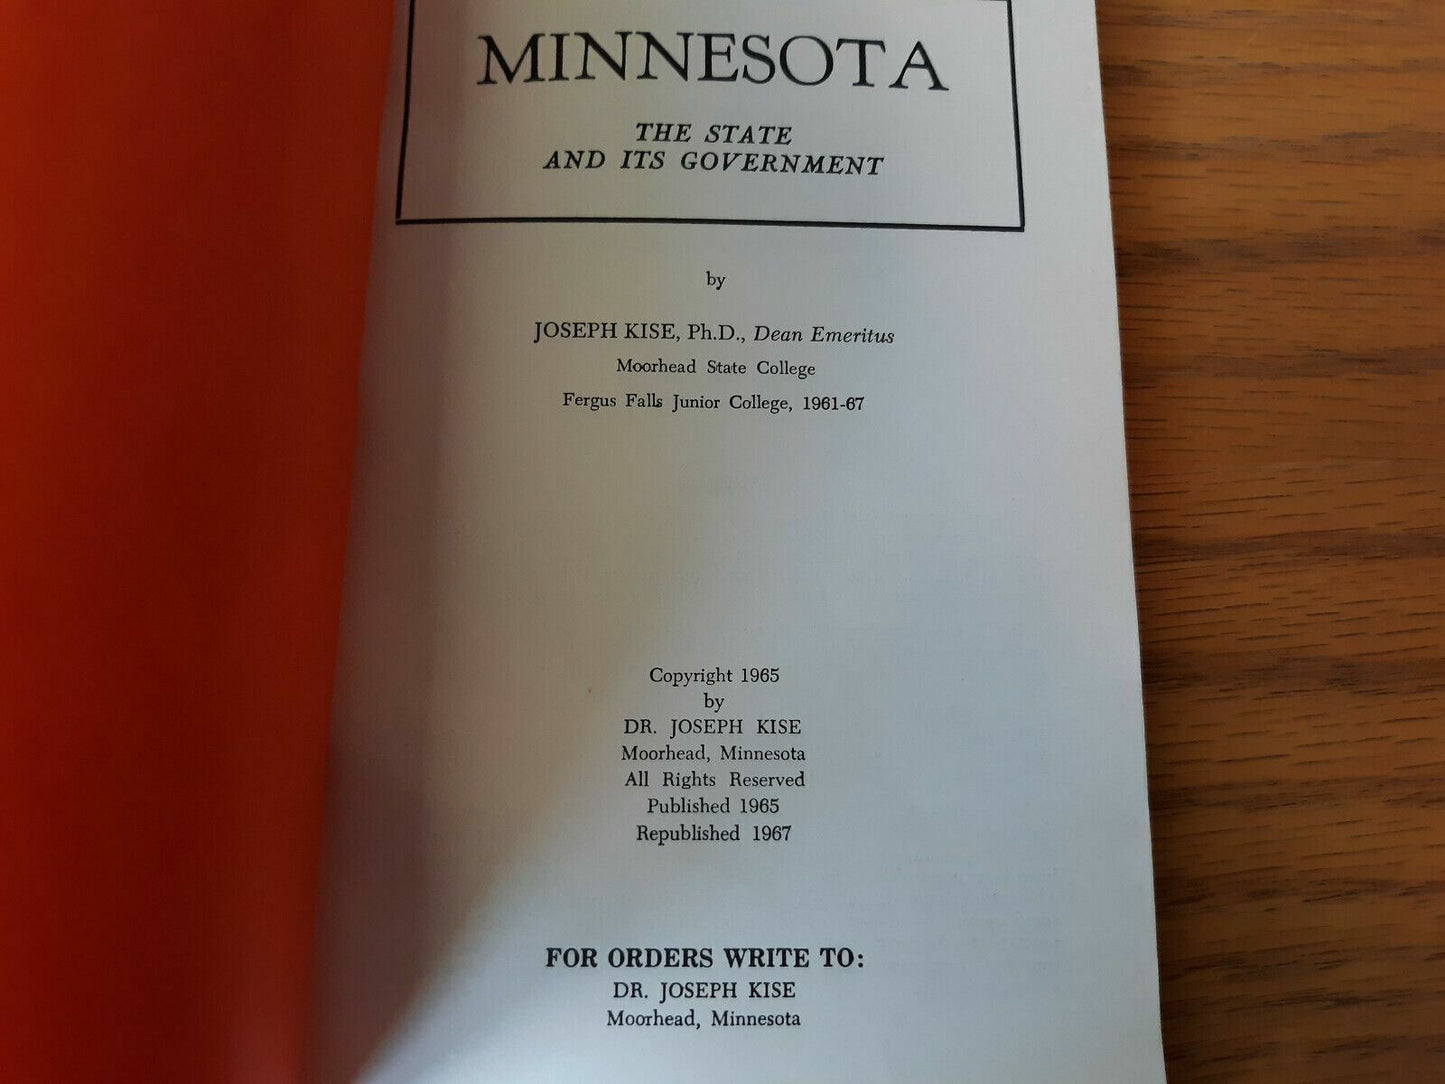 MINNESOTA
THE STATE
AND ITS GOVERNMENT
by
JOSEPH KISE, Ph.D., Dean Emeritus
Moorhead State College
Fergus Falls Junior College, 1961-67
Copyright 1965
by
DR. JOSEPH KISE
Moorhead, Minnesota
All Rights Reserved
Published 1965
Republished 1967
FOR ORDERS WRITE TO:
DR. JOSEPH KISE
Moorhead, Minnesota